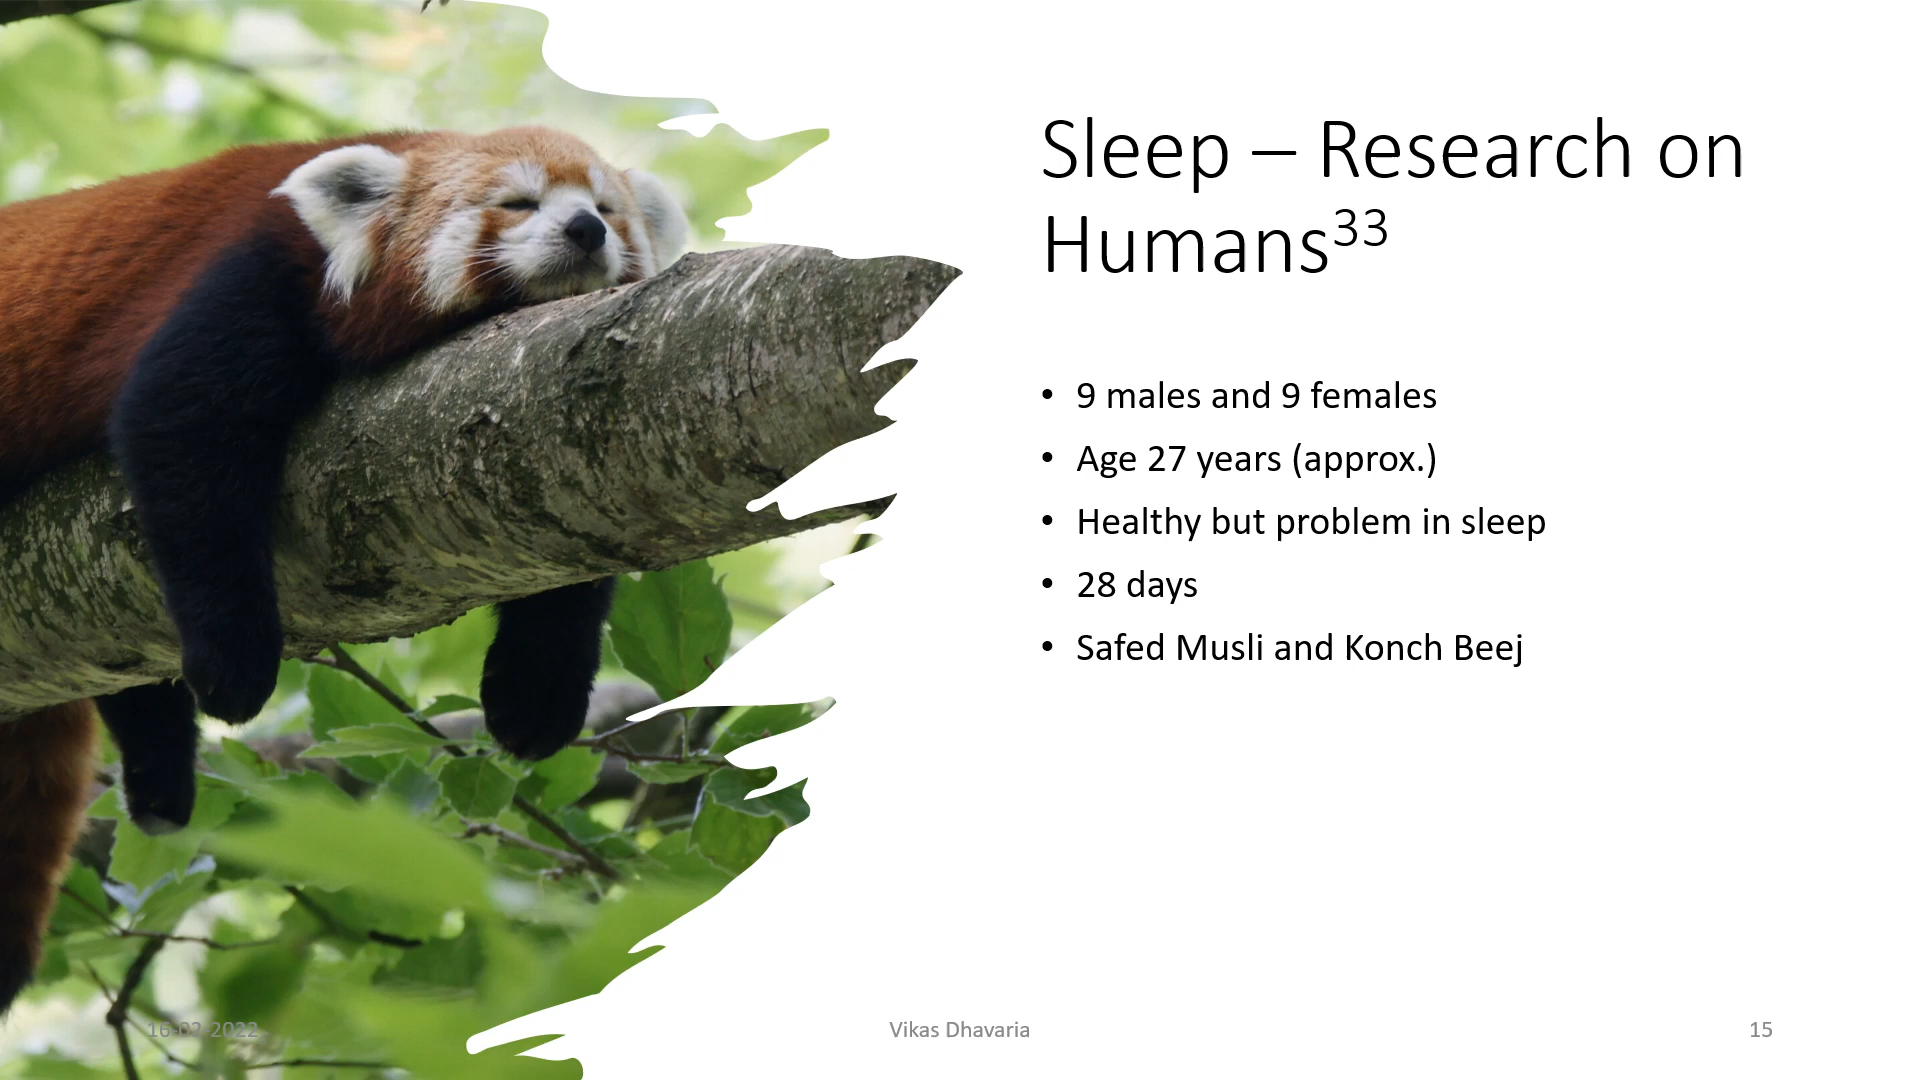 Sleep – Research on
Humans³³
• 9 males and 9 females
• Age 27 years (approx.)
• Healthy but problem in sleep
• 28 days
• Safed Musli and Konch Beej
16-02-2022
Vikas Dhavaria
15